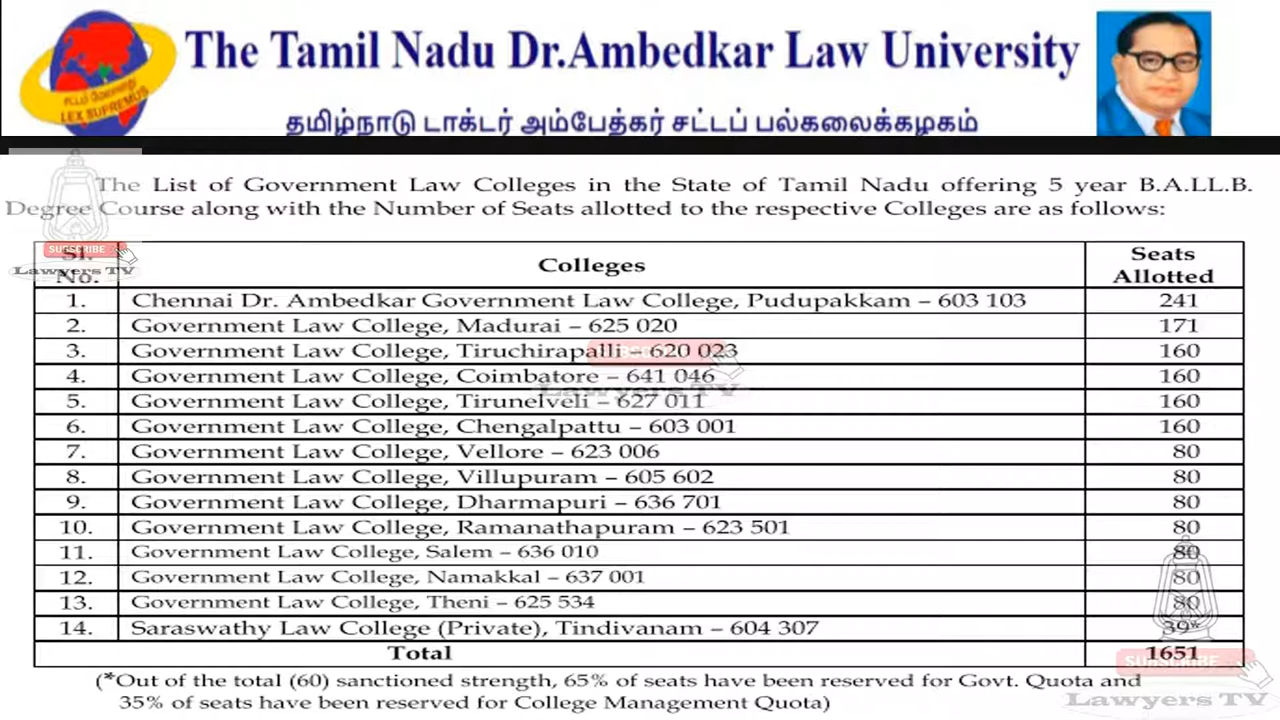 The Tamil Nadu Dr.Ambedkar Law University
தமிழ்நாடு டாக்டர் அம்பேத்கர் சட்டப் பல்கலைக்கழகம்
LEX SUPREMUS
The List of Government Law Colleges in the State of Tamil Nadu offering 5 year B.A.LL.B.
Degree Course along with the Number of Seats allotted to the respective Colleges are as follows:
SUBSCRIBE
Lawyers TV
Sl. No. Colleges Seats Allotted
1. Chennai Dr. Ambedkar Government Law College, Pudupakkam – 603 103 241
2. Government Law College, Madurai – 625 020 171
3. Government Law College, Tiruchirapalli – 620 023 160
4. Government Law College, Coimbatore – 641 046 160
Lawyers TV
5. Government Law College, Tirunelveli – 627 011 160
6. Government Law College, Chengalpattu – 603 001 160
7. Government Law College, Vellore – 623 006 80
8. Government Law College, Villupuram – 605 602 80
9. Government Law College, Dharmapuri – 636 701 80
10. Government Law College, Ramanathapuram – 623 501 80
11. Government Law College, Salem – 636 010 80
12. Government Law College, Namakkal – 637 001 80
13. Government Law College, Theni – 625 534 80
14. Saraswathy Law College (Private), Tindivanam – 604 307 39*
Total 1651
SUBSCRIBE
(*Out of the total (60) sanctioned strength, 65% of seats have been reserved for Govt. Quota and
35% of seats have been reserved for College Management Quota)
Lawyers TV